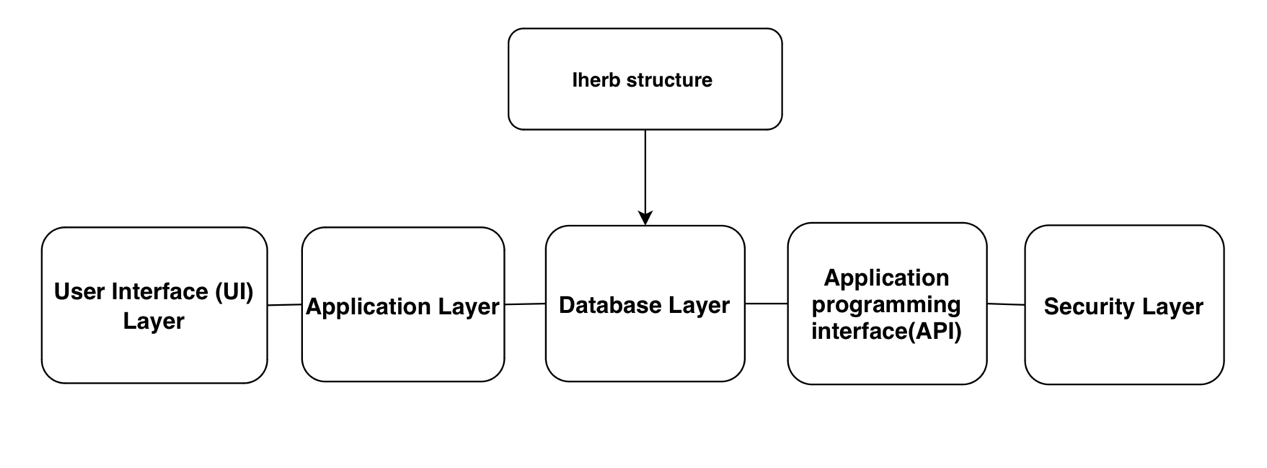 Iherb structure
User Interface (UI)
Layer
Application Layer
Database Layer
Application
programming
interface(API)
Security Layer